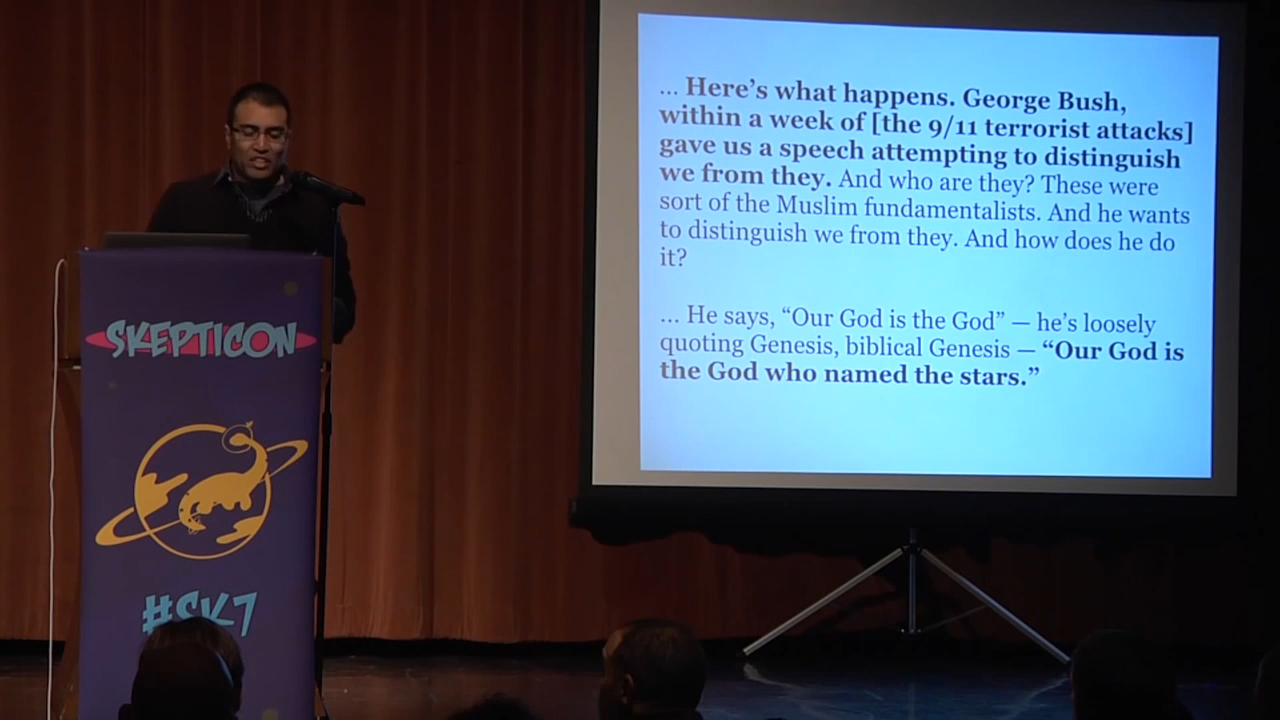 … Here’s what happens. George Bush,
within a week of [the 9/11 terrorist attacks]
gave us a speech attempting to distinguish
we from they. And who are they? These were
sort of the Muslim fundamentalists. And he wants
to distinguish we from they. And how does he do
it?
… He says, “Our God is the God” — he’s loosely
quoting Genesis, biblical Genesis — “Our God is
the God who named the stars.”
SKEPTICON
#SK7